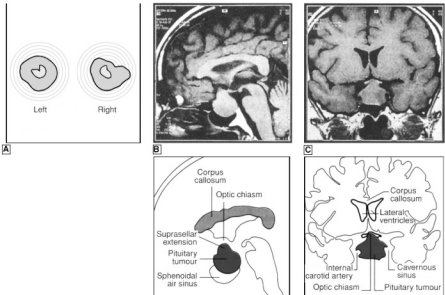 Left
Right
A
B
C
Corpus
callosum
Optic chiasm
Suprasellar
extension
Pituitary
tumour
Sphenoidal
air sinus
Corpus
callosum
Lateral
ventricles
Internal
carotid artery
Cavernous
sinus
Optic chiasm
Pituitary tumour